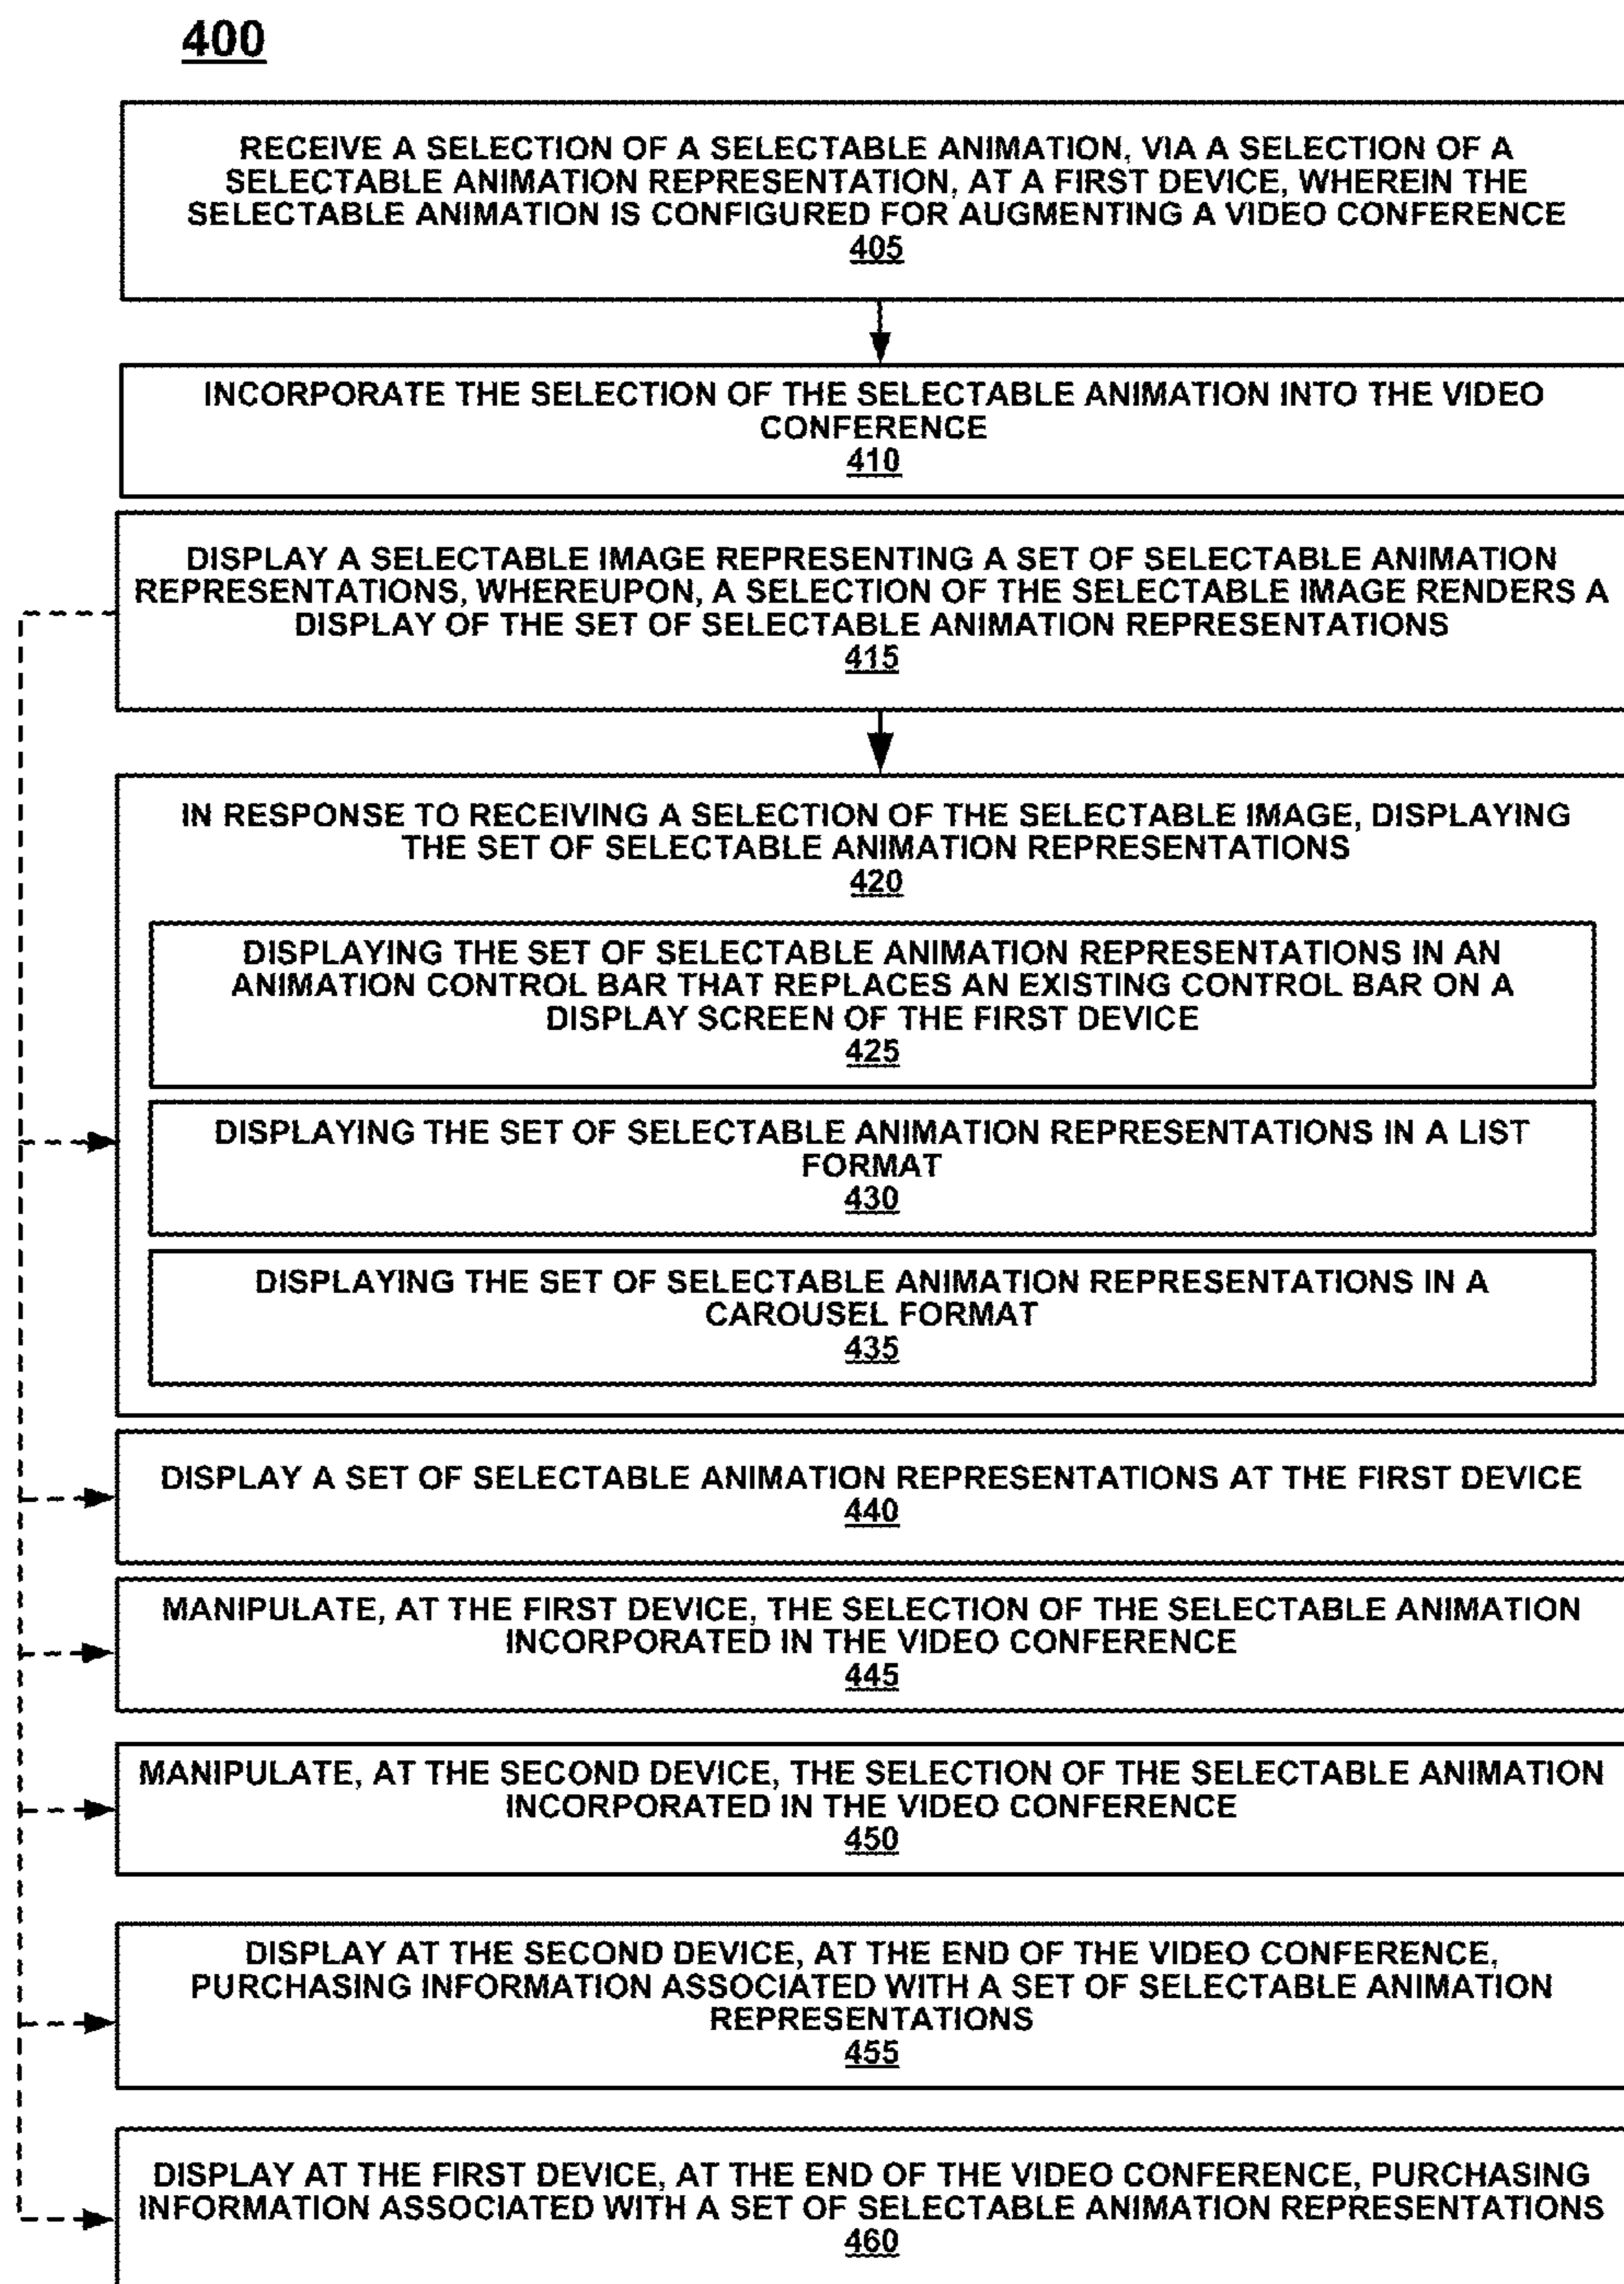 400
RECEIVE A SELECTION OF A SELECTABLE ANIMATION, VIA A SELECTION OF A
SELECTABLE ANIMATION REPRESENTATION, AT A FIRST DEVICE, WHEREIN THE
SELECTABLE ANIMATION IS CONFIGURED FOR AUGMENTING A VIDEO CONFERENCE
405
INCORPORATE THE SELECTION OF THE SELECTABLE ANIMATION INTO THE VIDEO
CONFERENCE
410
DISPLAY A SELECTABLE IMAGE REPRESENTING A SET OF SELECTABLE ANIMATION
REPRESENTATIONS, WHEREUPON, A SELECTION OF THE SELECTABLE IMAGE RENDERS A
DISPLAY OF THE SET OF SELECTABLE ANIMATION REPRESENTATIONS
415
IN RESPONSE TO RECEIVING A SELECTION OF THE SELECTABLE IMAGE, DISPLAYING
THE SET OF SELECTABLE ANIMATION REPRESENTATIONS
420
DISPLAYING THE SET OF SELECTABLE ANIMATION REPRESENTATIONS IN AN
ANIMATION CONTROL BAR THAT REPLACES AN EXISTING CONTROL BAR ON A
DISPLAY SCREEN OF THE FIRST DEVICE
425
DISPLAYING THE SET OF SELECTABLE ANIMATION REPRESENTATIONS IN A LIST
FORMAT
430
DISPLAYING THE SET OF SELECTABLE ANIMATION REPRESENTATIONS IN A
CAROUSEL FORMAT
435
DISPLAY A SET OF SELECTABLE ANIMATION REPRESENTATIONS AT THE FIRST DEVICE
440
MANIPULATE, AT THE FIRST DEVICE, THE SELECTION OF THE SELECTABLE ANIMATION
INCORPORATED IN THE VIDEO CONFERENCE
445
MANIPULATE, AT THE SECOND DEVICE, THE SELECTION OF THE SELECTABLE ANIMATION
INCORPORATED IN THE VIDEO CONFERENCE
450
DISPLAY AT THE SECOND DEVICE, AT THE END OF THE VIDEO CONFERENCE,
PURCHASING INFORMATION ASSOCIATED WITH A SET OF SELECTABLE ANIMATION
REPRESENTATIONS
455
DISPLAY AT THE FIRST DEVICE, AT THE END OF THE VIDEO CONFERENCE, PURCHASING
INFORMATION ASSOCIATED WITH A SET OF SELECTABLE ANIMATION REPRESENTATIONS
460